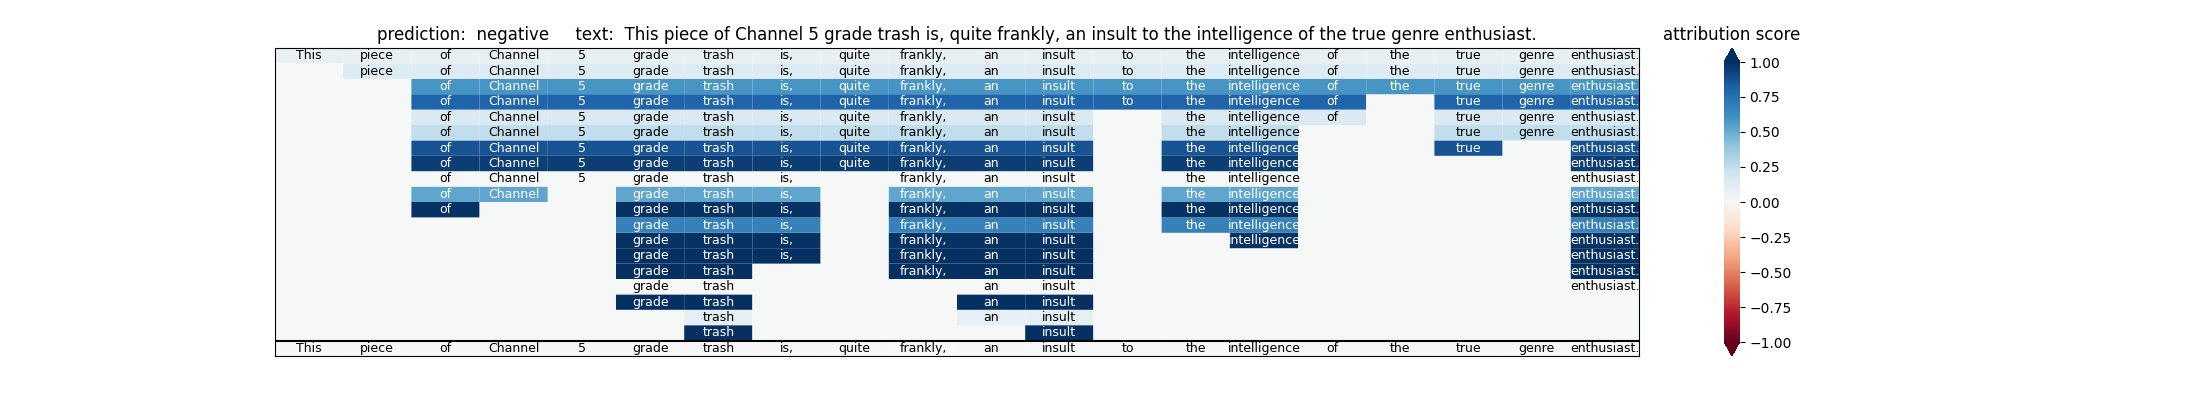 prediction: negative text: This piece of Channel 5 grade trash is, quite frankly, an insult to the intelligence of the true genre enthusiast. attribution score
This piece of Channel 5 grade trash is, quite frankly, an insult to the intelligence of the true genre enthusiast.
piece of Channel 5 grade trash is, quite frankly, an insult to the intelligence of the true genre enthusiast.
of Channel 5 grade trash is, quite frankly, an insult to the intelligence of the true genre enthusiast.
of Channel 5 grade trash is, quite frankly, an insult to the intelligence of true genre enthusiast.
of Channel 5 grade trash is, quite frankly, an insult the intelligence of true genre enthusiast.
of Channel 5 grade trash is, quite frankly, an insult the intelligence true genre enthusiast.
of Channel 5 grade trash is, quite frankly, an insult the intelligence true enthusiast.
of Channel 5 grade trash is, quite frankly, an insult the intelligence enthusiast.
of Channel 5 grade trash is, frankly, an insult the intelligence enthusiast.
of Channel grade trash is, frankly, an insult the intelligence enthusiast.
of grade trash is, frankly, an insult the intelligence enthusiast.
grade trash is, frankly, an insult the intelligence enthusiast.
grade trash is, frankly, an insult intelligence enthusiast.
grade trash is, frankly, an insult enthusiast.
grade trash frankly, an insult enthusiast.
grade trash an insult enthusiast.
grade trash an insult
trash an insult
trash insult
This piece of Channel 5 grade trash is, quite frankly, an insult to the intelligence of the true genre enthusiast.
1.00
0.75
0.50
0.25
0.00
−0.25
−0.50
−0.75
−1.00